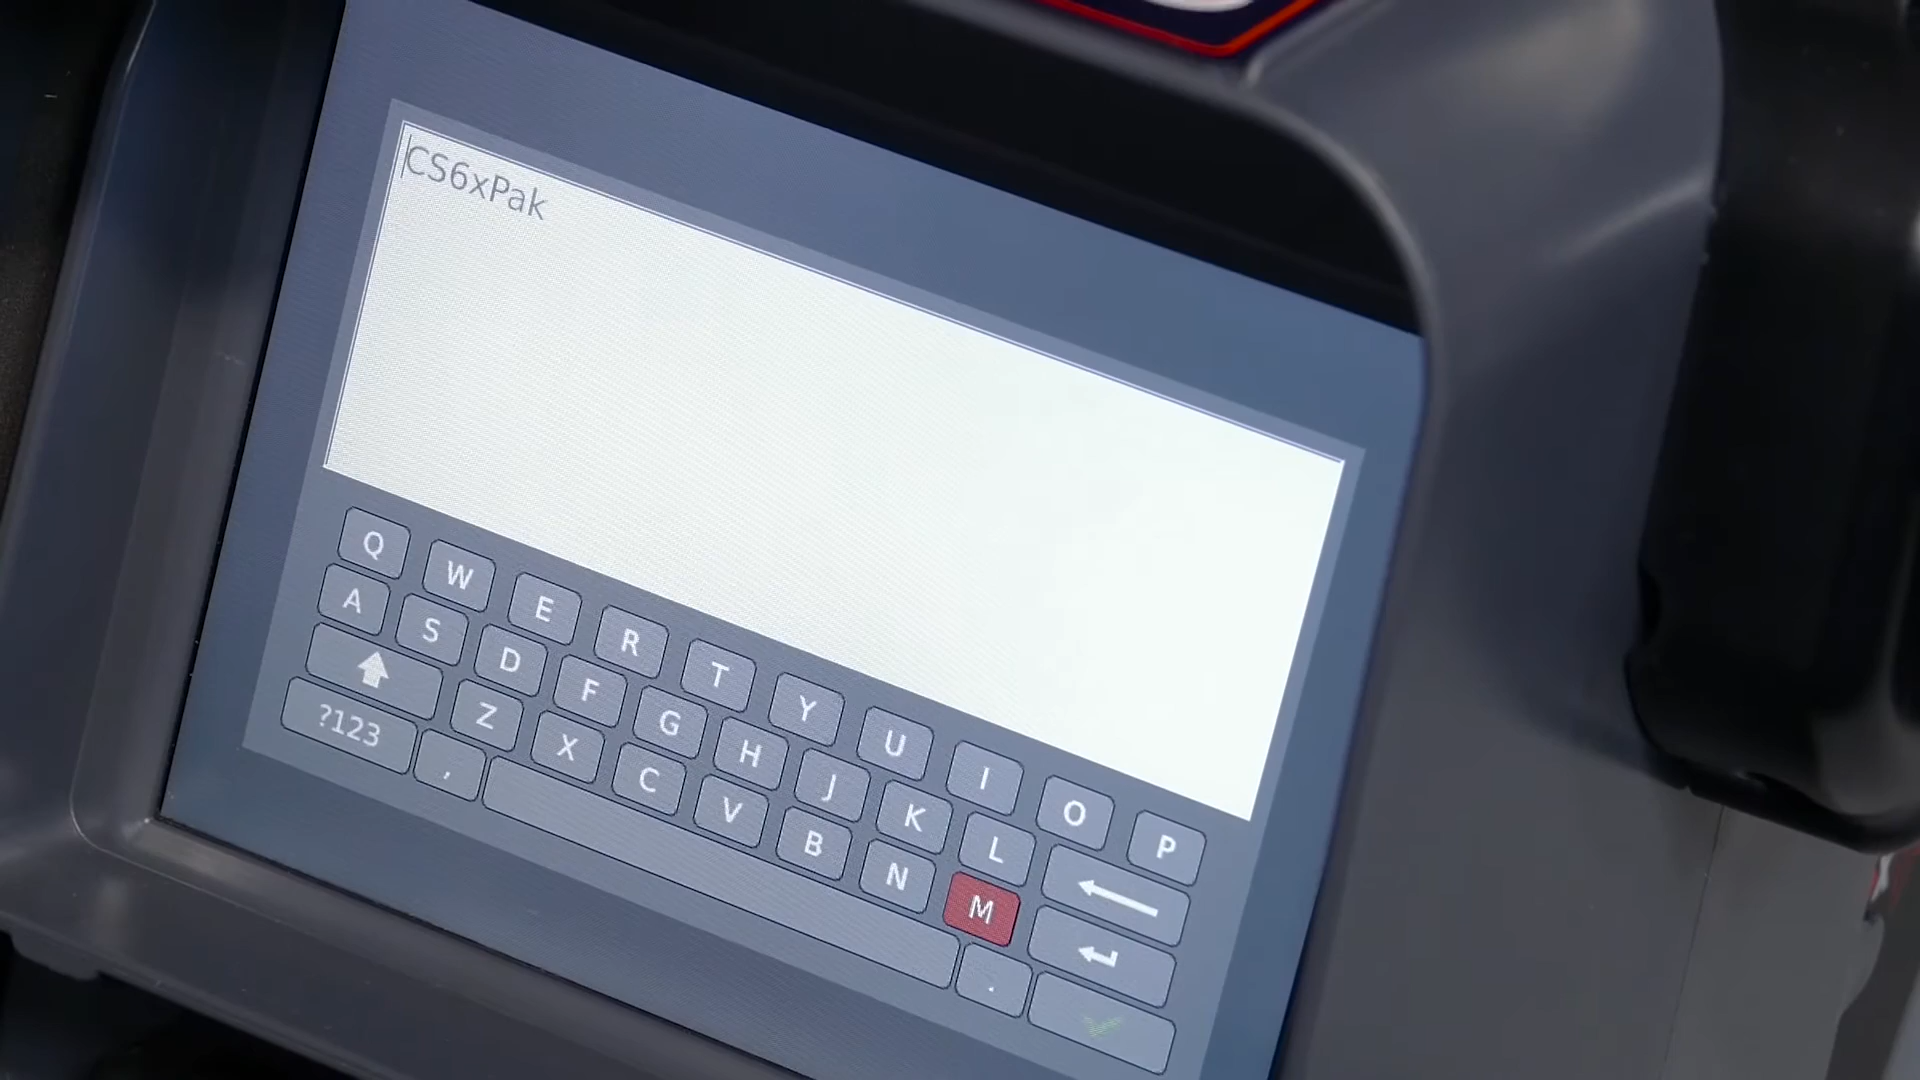 CS6xPak
Q W E R T Y U I O P
A S D F G H J K L
Z X C V B N M
?123 , .